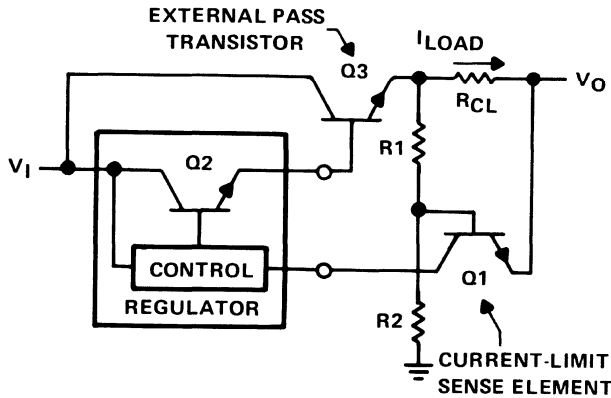 EXTERNAL PASS
TRANSISTOR
Q3
ILOAD
RCL
VO
R1
VI
Q2
CONTROL
REGULATOR
Q1
R2
CURRENT-LIMIT
SENSE ELEMENT